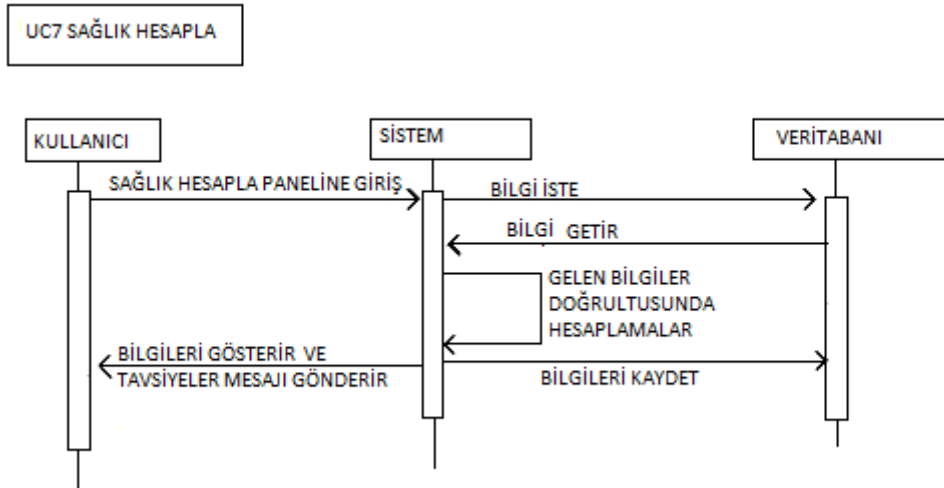 UC7 SAĞLIK HESAPLA
KULLANICI
SİSTEM
VERİTABANI
SAĞLIK HESAPLA PANELİNE GİRİŞ
BİLGİ İSTE
BİLGİ GETİR
GELEN BİLGİLER
DOĞRULTUSUNDA
HESAPLAMALAR
BİLGİLERİ GÖSTERİR VE
TAVSİYELER MESAJI GÖNDERİR
BİLGİLERİ KAYDET